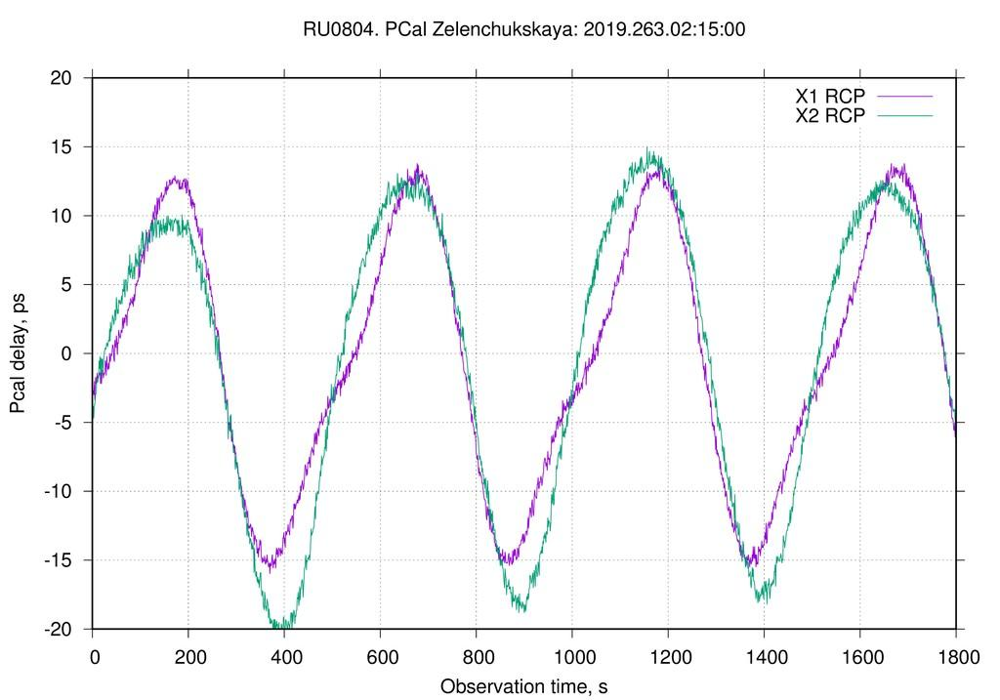 RU0804. PCal Zelenchukskaya: 2019.263.02:15:00
20
15
10
5
0
-5
-10
-15
-20
X1 RCP
X2 RCP
Pcal delay, ps
0 200 400 600 800 1000 1200 1400 1600 1800
Observation time, s